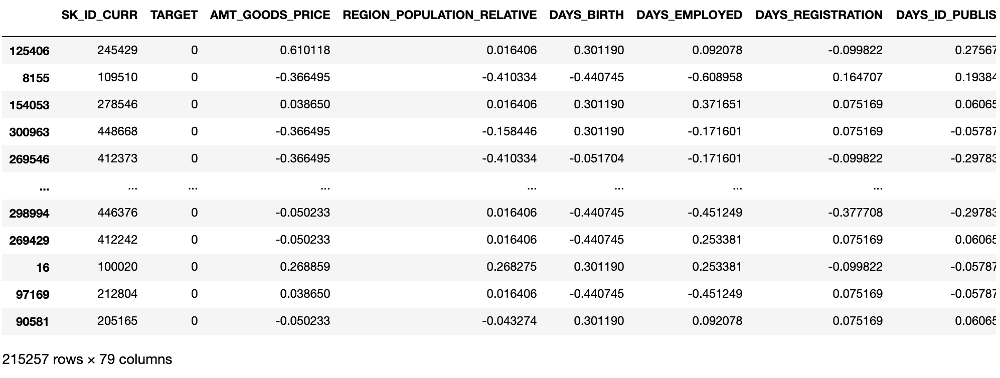 SK_ID_CURR TARGET AMT_GOODS_PRICE REGION_POPULATION_RELATIVE DAYS_BIRTH DAYS_EMPLOYED DAYS_REGISTRATION DAYS_ID_PUBLIS
125406 245429 0 0.610118 0.016406 0.301190 0.092078 -0.099822 0.27567
8155 109510 0 -0.366495 -0.410334 -0.440745 -0.608958 0.164707 0.19384
154053 278546 0 0.038650 0.016406 0.301190 0.371651 0.075169 0.06065
300963 448668 0 -0.366495 -0.158446 0.301190 -0.171601 0.075169 -0.05787
269546 412373 0 -0.366495 -0.410334 -0.051704 -0.171601 -0.099822 -0.29783
... ... ... ... ... ... ... ...
298994 446376 0 -0.050233 0.016406 -0.440745 -0.451249 -0.377708 -0.29783
269429 412242 0 -0.050233 0.016406 -0.440745 0.253381 0.075169 0.06065
16 100020 0 0.268859 0.268275 0.301190 0.253381 -0.099822 -0.05787
97169 212804 0 0.038650 0.016406 -0.440745 -0.451249 0.075169 -0.05787
90581 205165 0 -0.050233 -0.043274 0.301190 0.092078 0.075169 0.06065
215257 rows × 79 columns